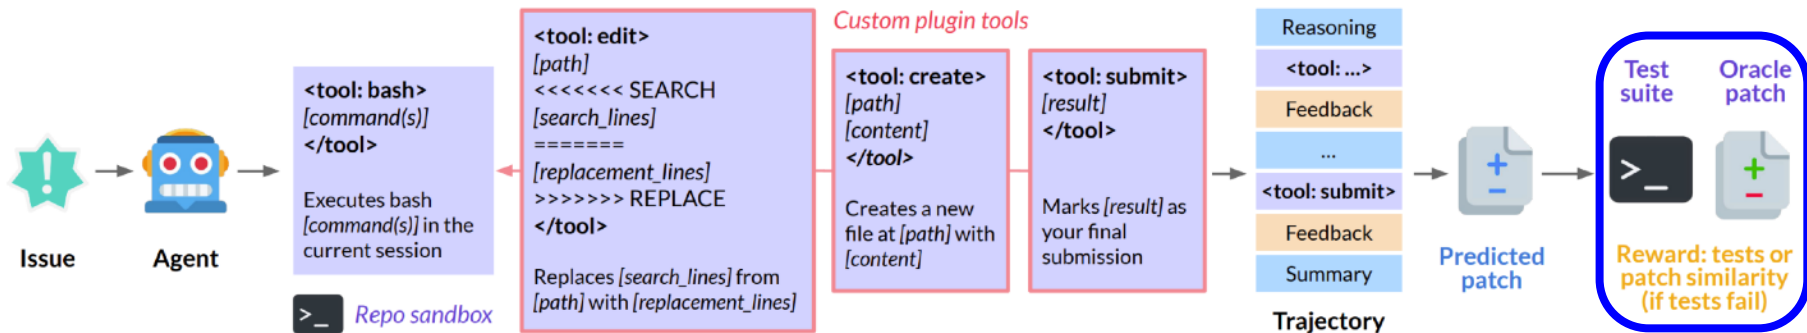 Issue
Agent
<tool: bash>
[command(s)]
</tool>
Executes bash
[command(s)] in the
current session
>_ Repo sandbox
<tool: edit>
[path]
<<<<<<< SEARCH
[search_lines]
=======
[replacement_lines]
>>>>>>> REPLACE
</tool>
Replaces [search_lines] from
[path] with [replacement_lines]
Custom plugin tools
<tool: create>
[path]
[content]
</tool>
Creates a new
file at [path] with
[content]
<tool: submit>
[result]
</tool>
Marks [result] as
your final
submission
Reasoning
<tool: ...>
Feedback
...
<tool: submit>
Feedback
Summary
Trajectory
Predicted
patch
Test
suite
>_
Oracle
patch
Reward: tests or
patch similarity
(if tests fail)